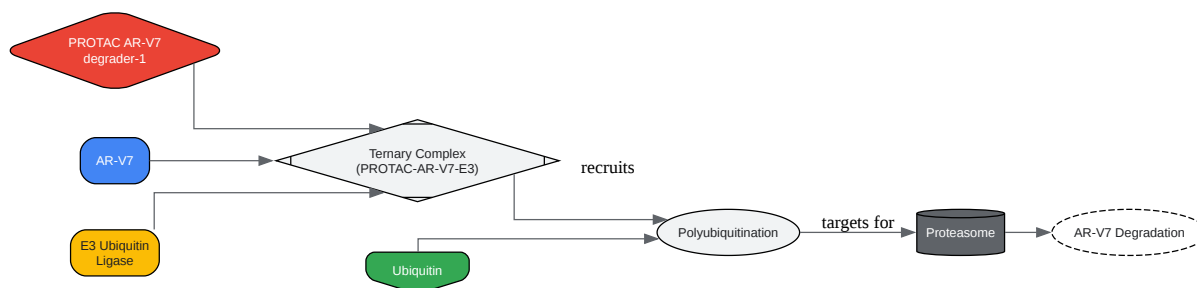 PROTAC AR-V7
degrader-1
AR-V7
Ternary Complex
(PROTAC-AR-V7-E3)
recruits
E3 Ubiquitin
Ligase
Ubiquitin
Polyubiquitination
targets for
Proteasome
AR-V7 Degradation